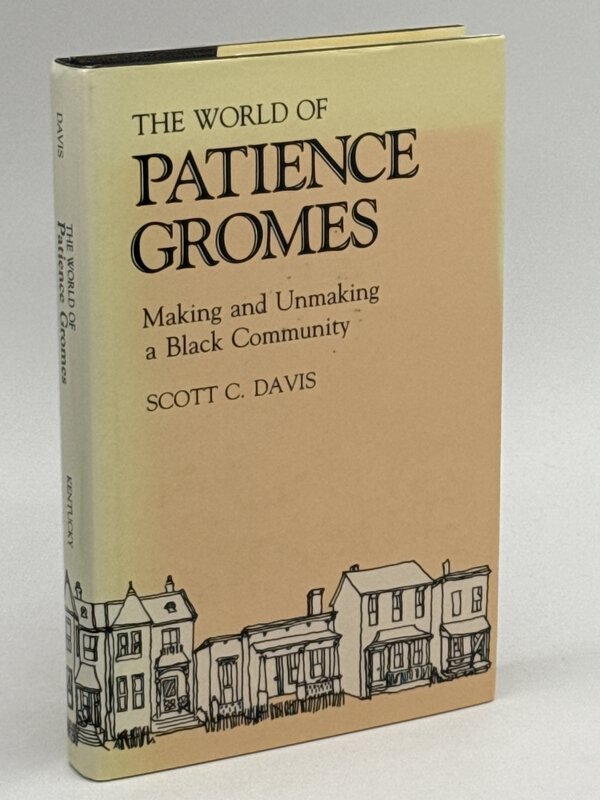 THE WORLD OF
PATIENCE
GROMES
Making and Unmaking
a Black Community
SCOTT C. DAVIS
DAVIS
THE WORLD OF
Patience Gromes
KENTUCKY